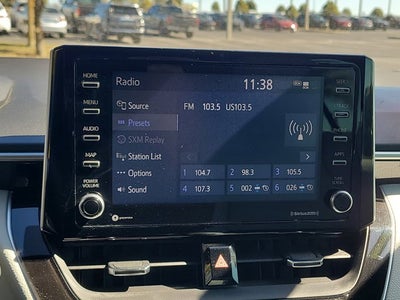 Radio
11:38
HOME
MENU
AUDIO
MAP
POWER
VOLUME
Source
Presets
SXM Replay
Station List
Options
Sound
FM 103.5 US103.5
1 104.7
2 98.3
3 105.5
4 107.3
5 002
6 026
SEEK >
TRACK
PHONE
APPS
TUNE
SCROLL
SiriusXM